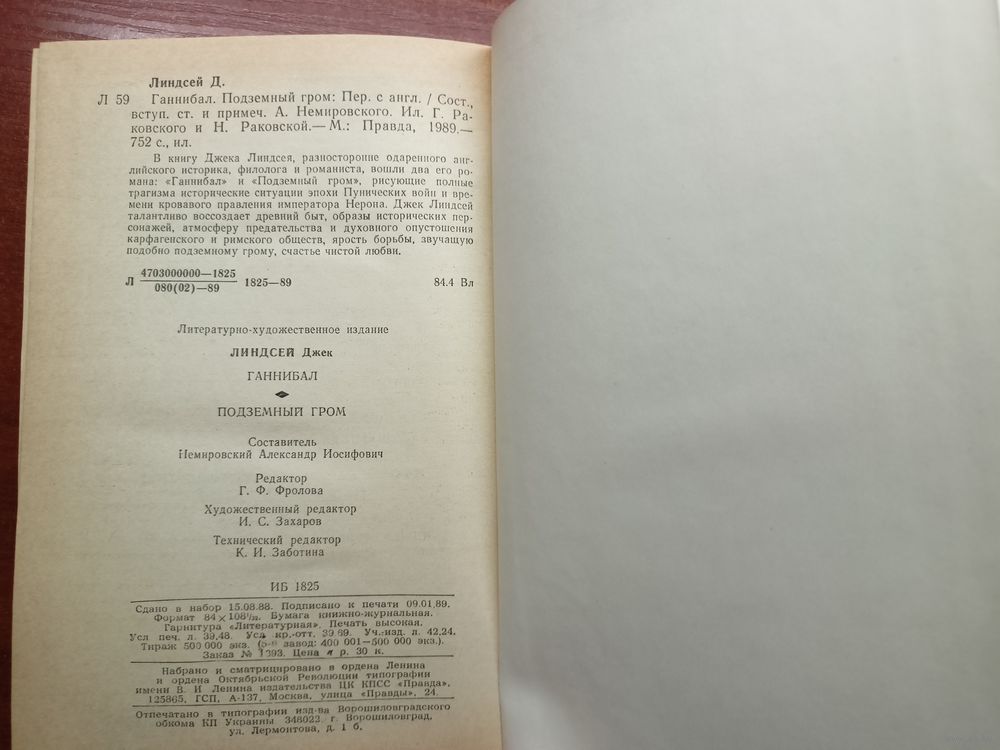 Линдсей Д.
Л 59 Ганнибал. Подземный гром: Пер. с англ. / Сост.,
вступ. ст. и примеч. А. Немировского. Ил. Г. Ра-
ковского и Н. Раковской.— М.: Правда, 1989.—
752 с., ил.
В книгу Джека Линдсея, разносторонне одаренного анг-
лийского историка, филолога и романиста, вошли два его ро-
мана: «Ганнибал» и «Подземный гром», рисующие полные
трагизма исторические ситуации эпохи Пунических войн и вре-
мени кровавого правления императора Нерона. Джек Линдсей
талантливо воссоздает древний быт, образы исторических пер-
сонажей, атмосферу предательства и духовного опустошения
карфагенского и римского обществ, ярость борьбы, звучащую
подобно подземному грому, счастье чистой любви.
4703000000—1825
Л 1825—89 84.4 Вл
080(02)—89
Литературно-художественное издание
ЛИНДСЕЙ Джек
ГАННИБАЛ
ПОДЗЕМНЫЙ ГРОМ
Составитель
Немировский Александр Иосифович
Редактор
Г. Ф. Фролова
Художественный редактор
И. С. Захаров
Технический редактор
К. И. Заботина
ИБ 1825
Сдано в набор 15.08.88. Подписано к печати 09.01.89.
Формат 84×108¹/₃₂. Бумага книжно-журнальная.
Гарнитура «Литературная». Печать высокая.
Усл печ. л. 39,48. Усл кр.-отт. 39 69. Уч.-изд. л. 42,24.
Тираж 500 000 экз. завод: 400 001—500 000 экз.).
Заказ № 1393. Цена р. 30 к.
Набрано и сматрицировано в ордена Ленина
и ордена Октябрьской Революции типографии
имени В. И Ленина издательства ЦК КПСС «Правда»,
125865, ГСП, А-137, Москва, улица «Правды», 24.
Отпечатано в типографии изд-ва Ворошиловградского
обкома КП Украины 348022 г. Ворошиловград,
ул. Лермонтова, д. 1 б.